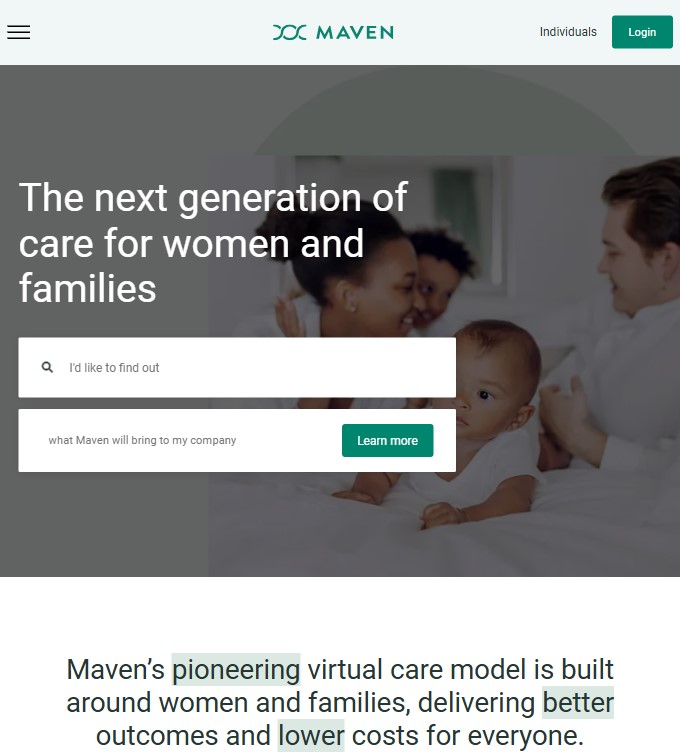 MAVEN
Individuals
Login
The next generation of
care for women and
families
I'd like to find out
what Maven will bring to my company
Learn more
Maven’s pioneering virtual care model is built
around women and families, delivering better
outcomes and lower costs for everyone.